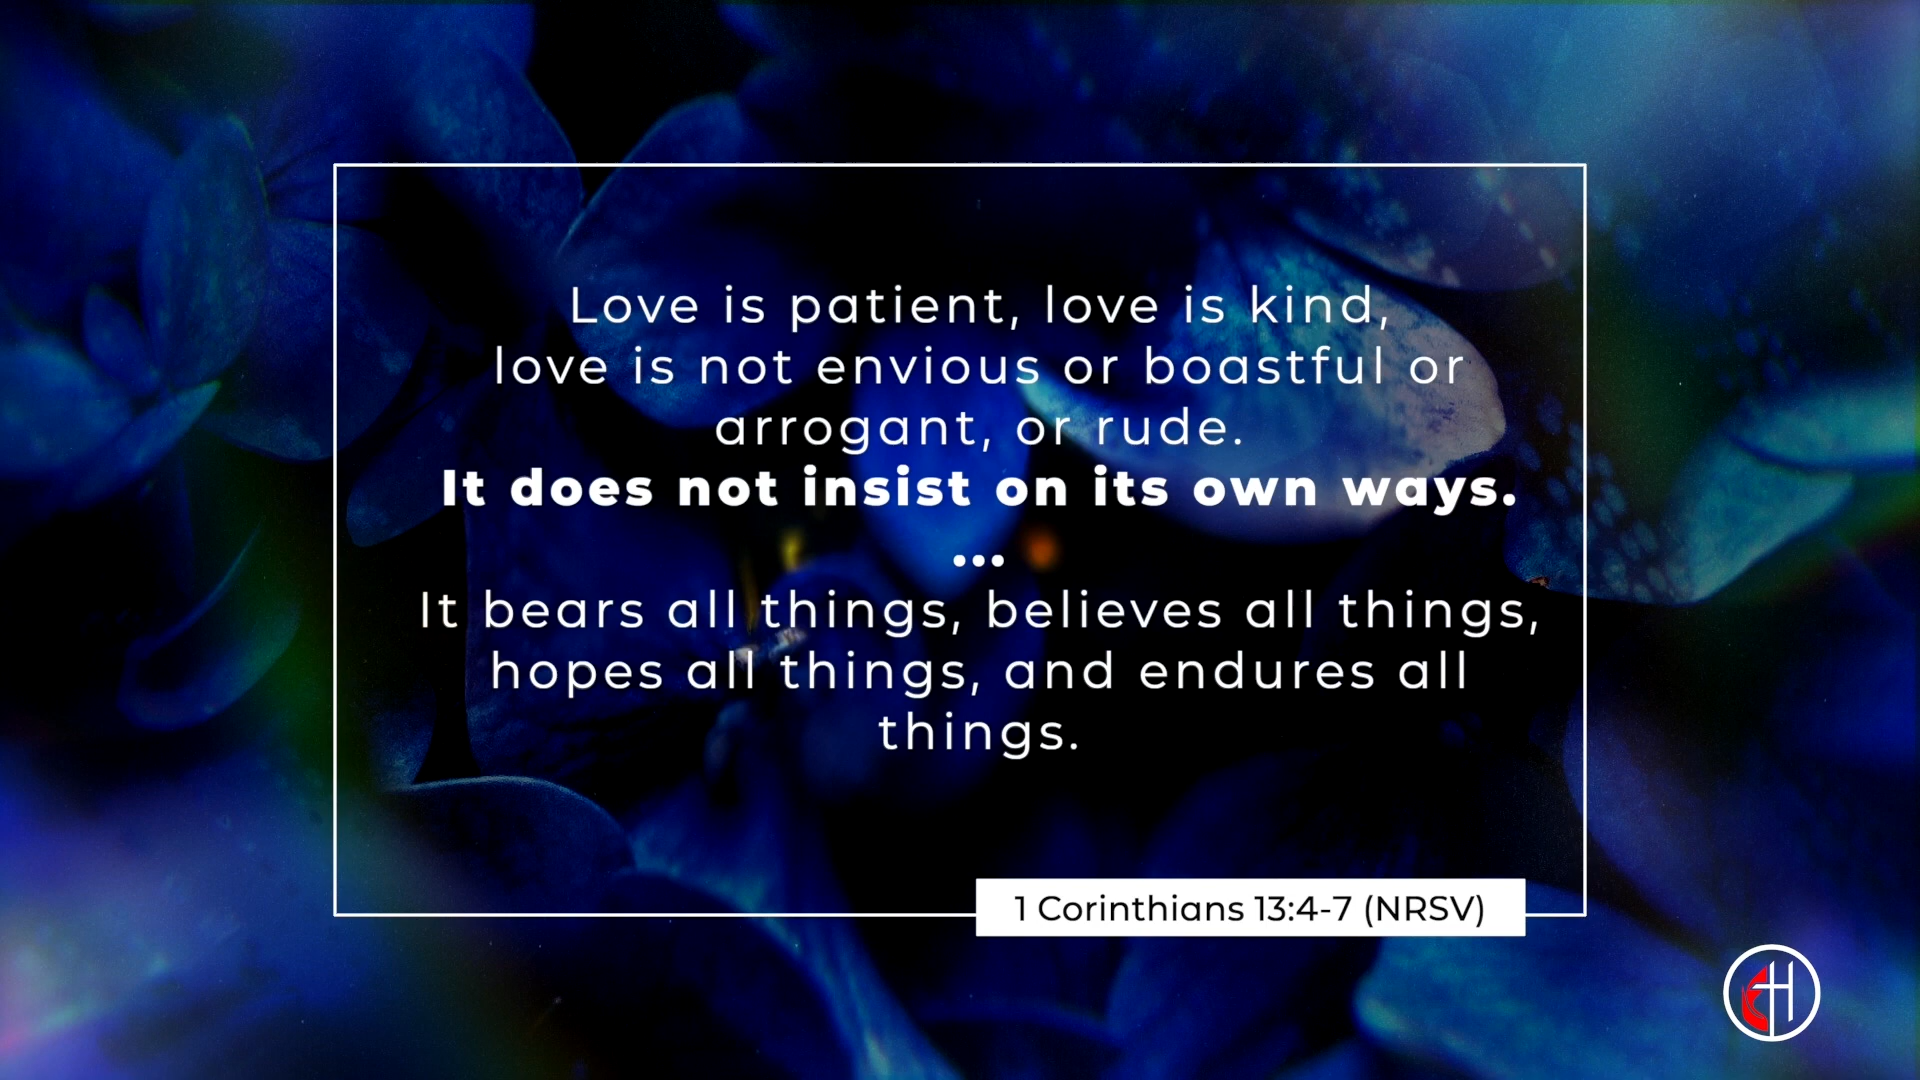 Love is patient, love is kind,
love is not envious or boastful or
arrogant, or rude.
It does not insist on its own ways.
...
It bears all things, believes all things,
hopes all things, and endures all
things.
1 Corinthians 13:4-7 (NRSV)
H